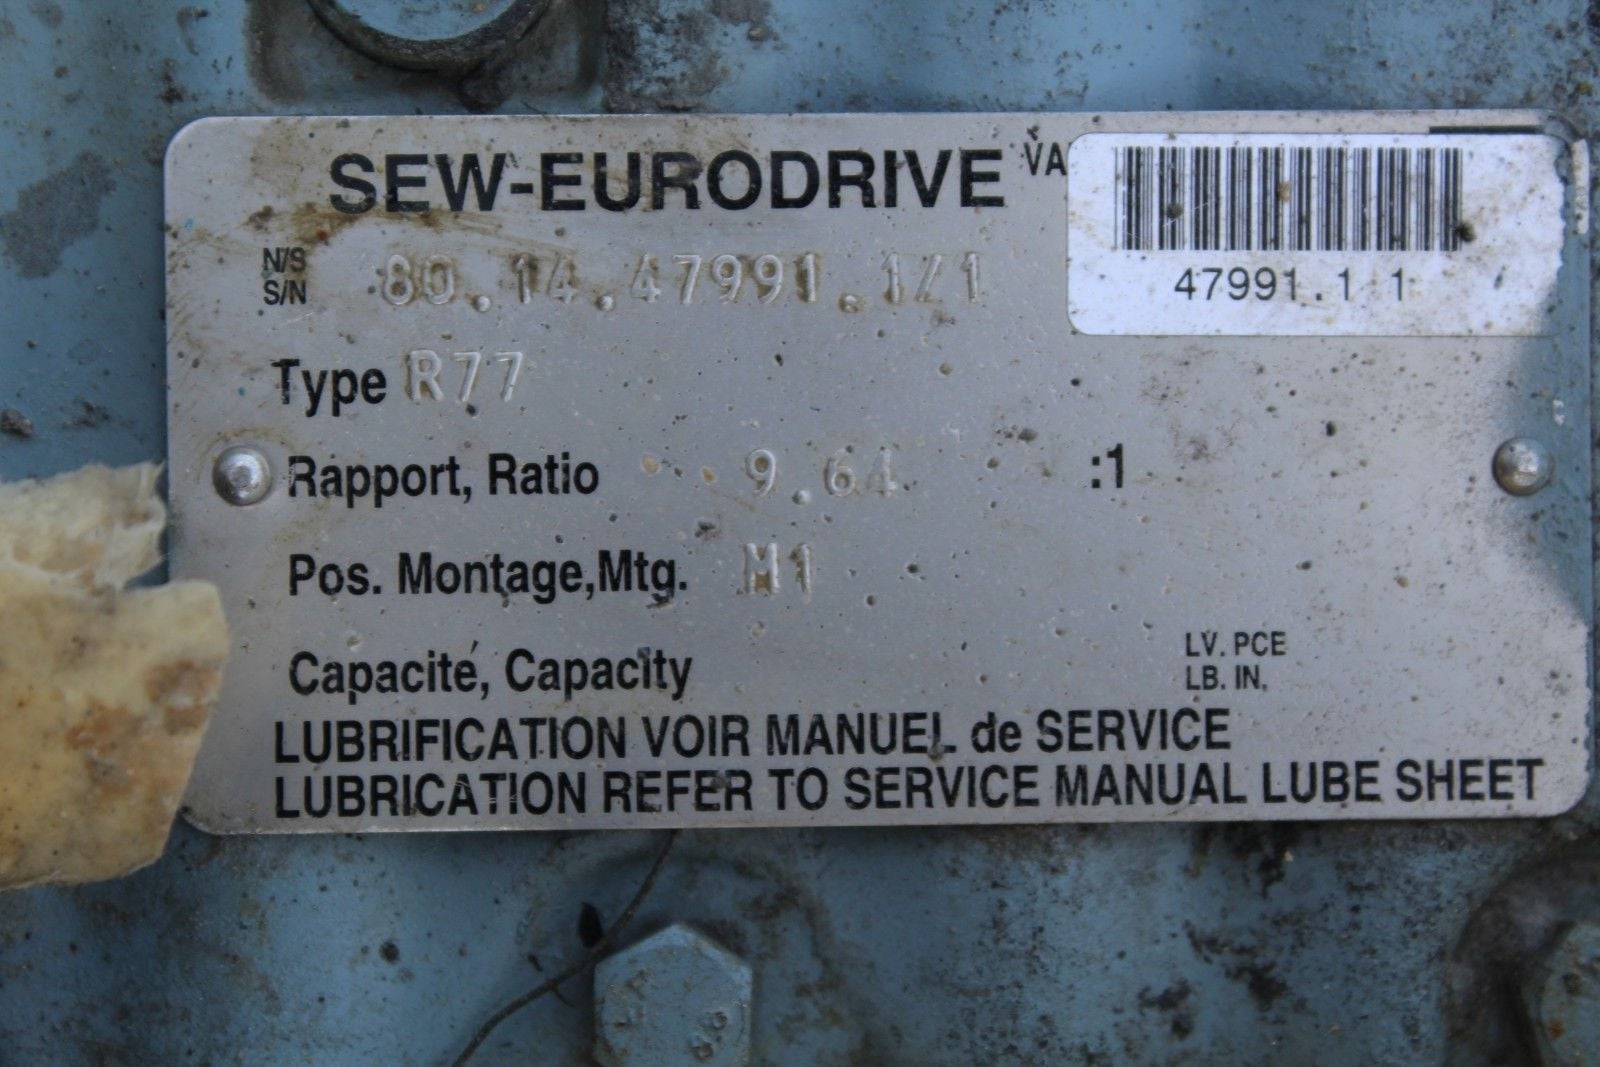 SEW-EURODRIVE VA
N/S
S/N 80.14.47991.1/1
47991.1 1
Type R77
Rapport, Ratio 9.64 :1
Pos. Montage,Mtg. M1
Capacité, Capacity LV. PCE
LB. IN.
LUBRIFICATION VOIR MANUEL de SERVICE
LUBRICATION REFER TO SERVICE MANUAL LUBE SHEET